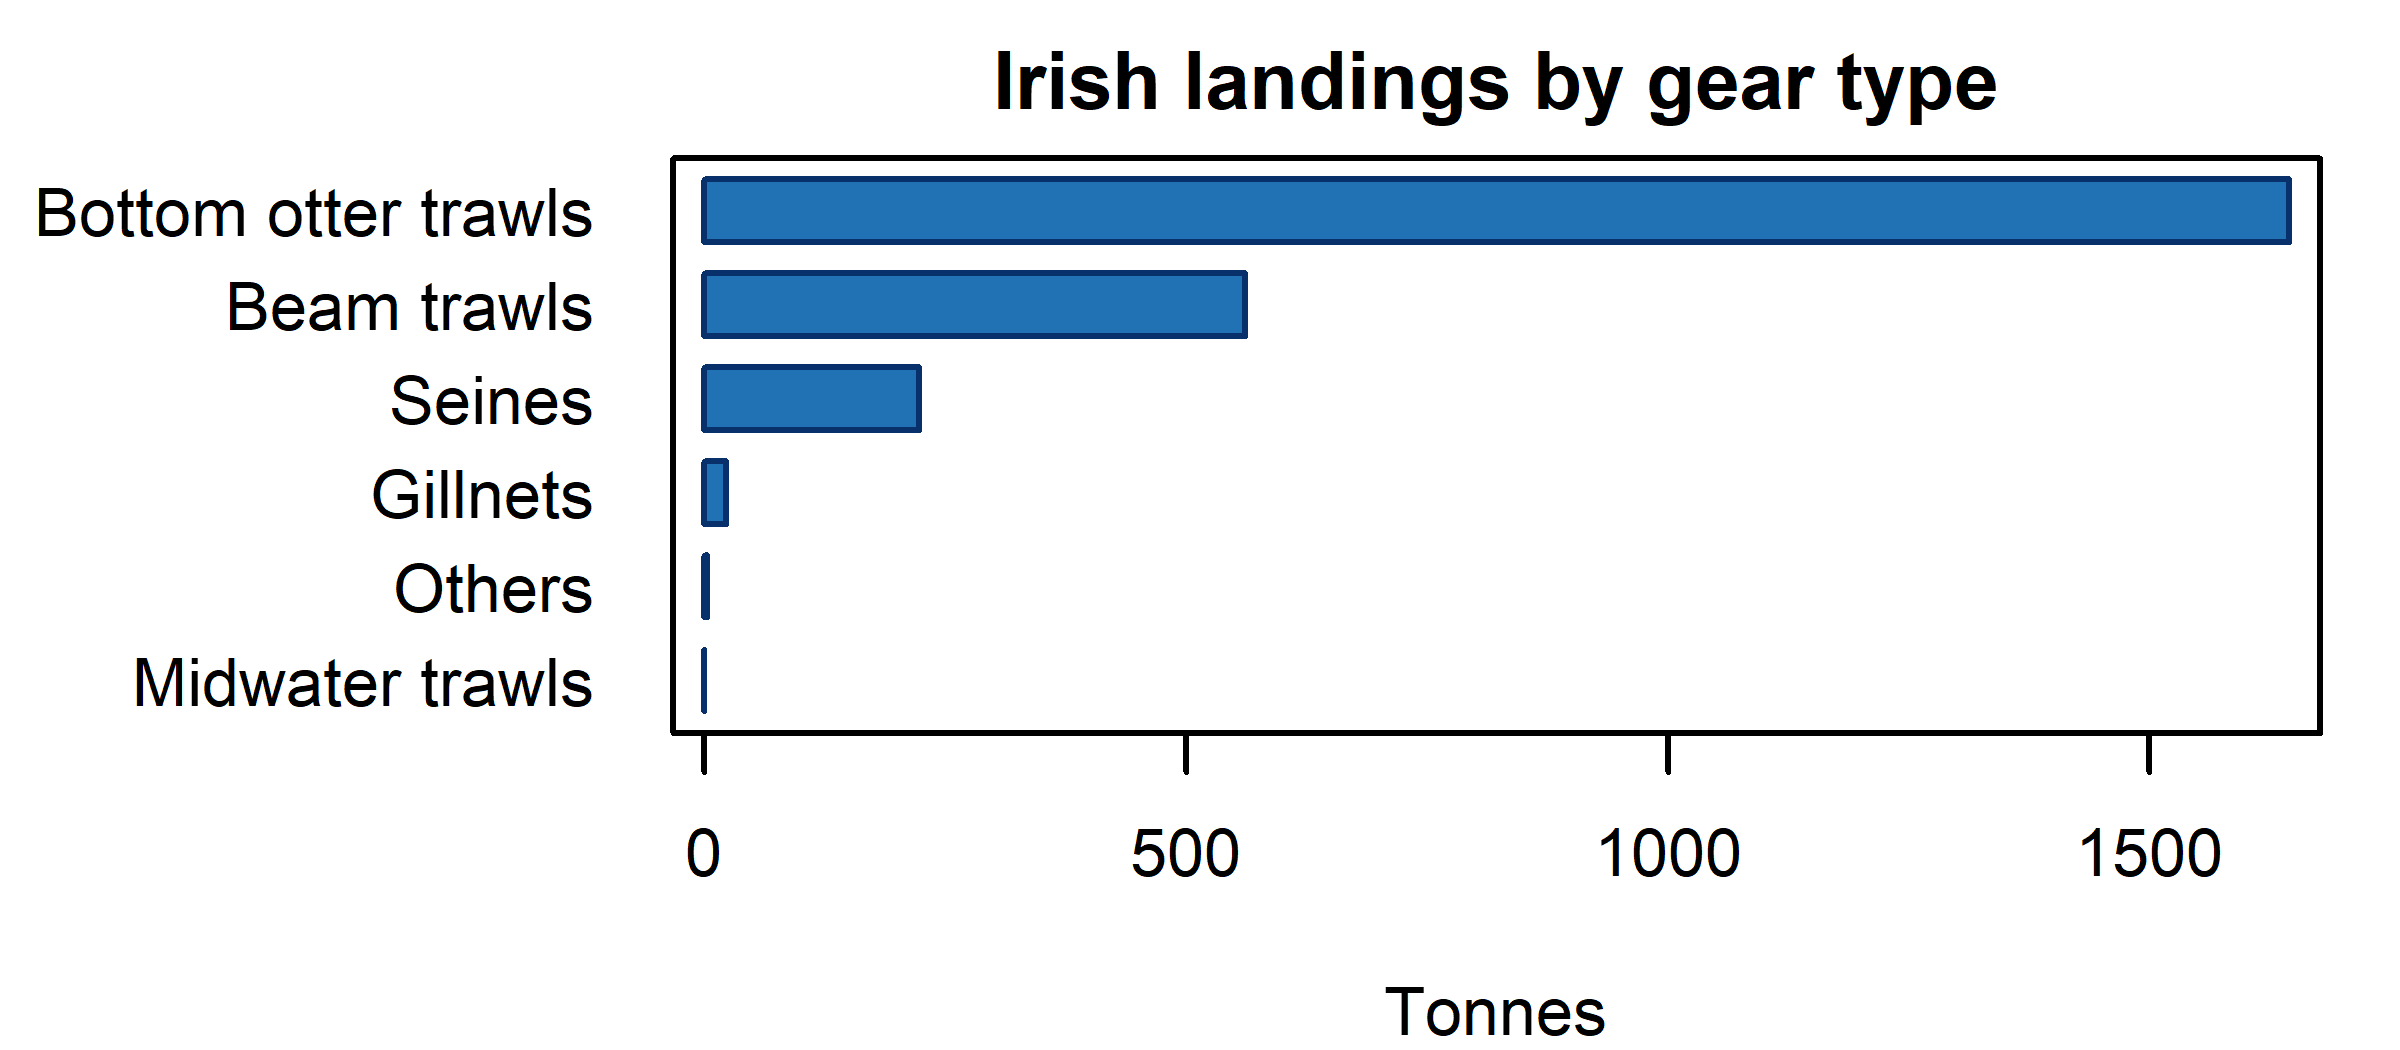 Irish landings by gear type
Bottom otter trawls
Beam trawls
Seines
Gillnets
Others
Midwater trawls
0 500 1000 1500
Tonnes